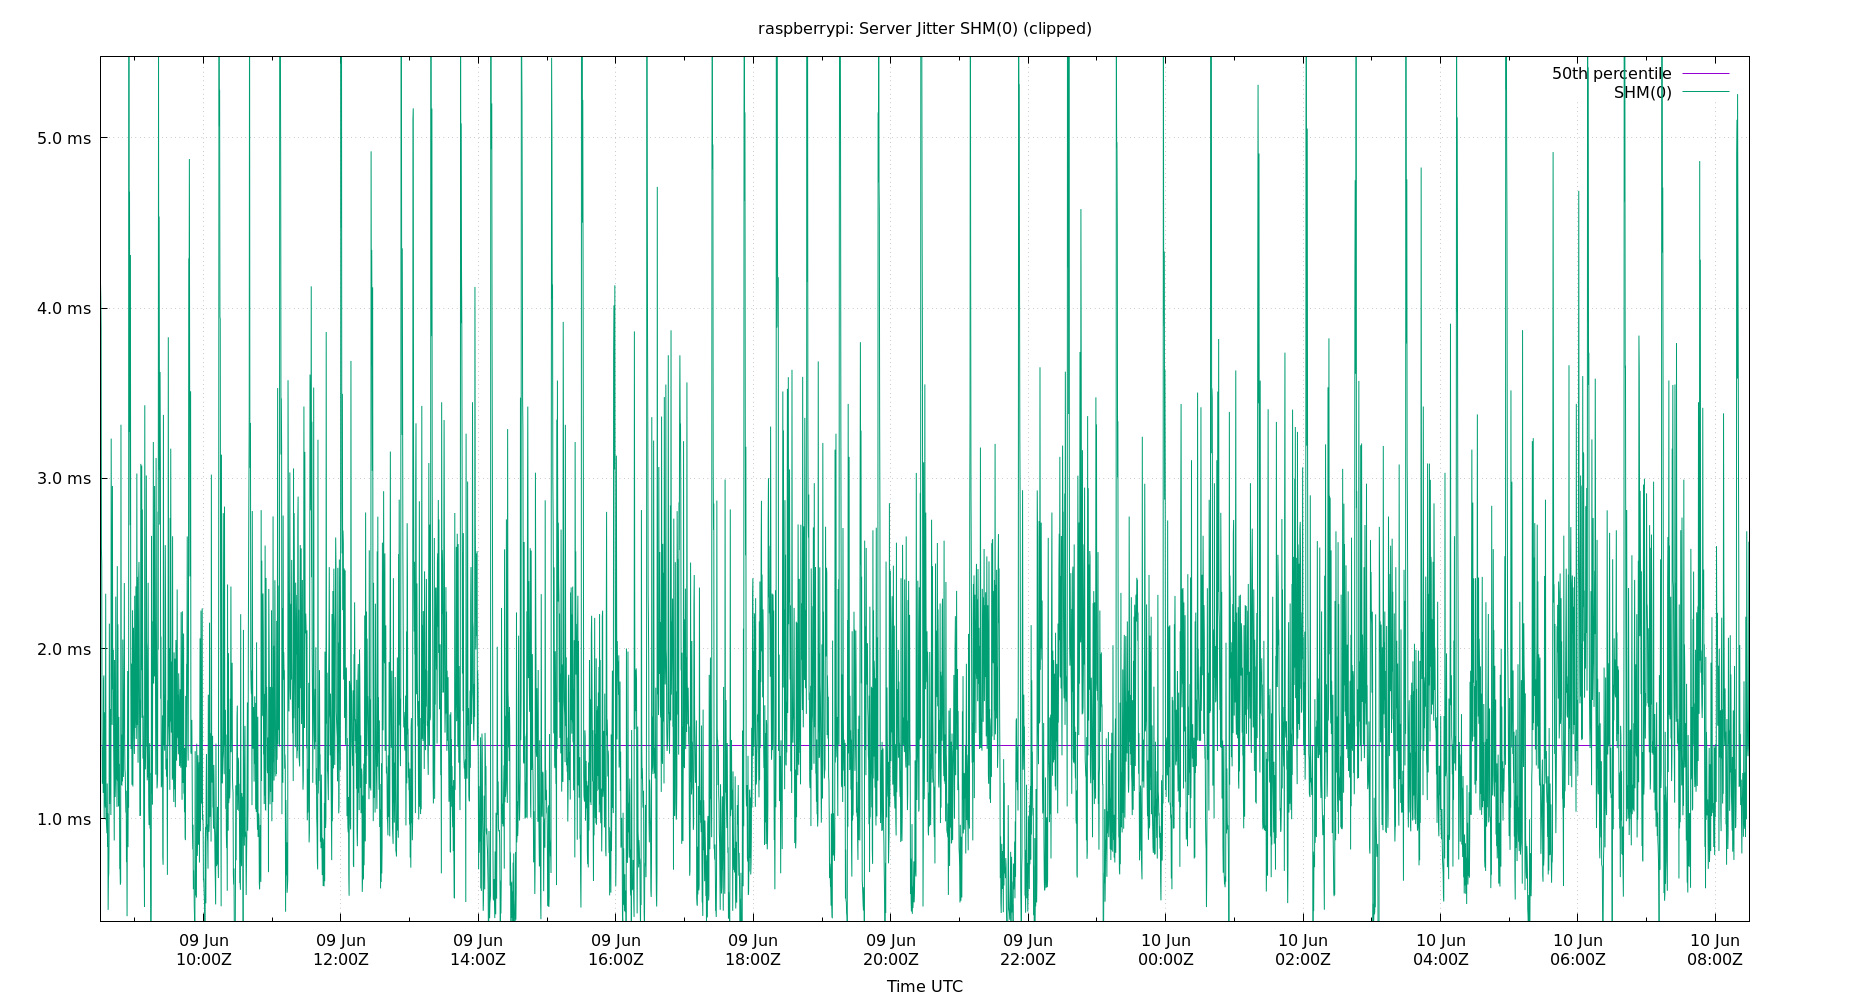 raspberrypi: Server Jitter SHM(0) (clipped)
50th percentile
SHM(0)
5.0 ms
4.0 ms
3.0 ms
2.0 ms
1.0 ms
09 Jun 09 Jun 09 Jun 09 Jun 09 Jun 09 Jun 09 Jun 10 Jun 10 Jun 10 Jun 10 Jun 10 Jun
10:00Z 12:00Z 14:00Z 16:00Z 18:00Z 20:00Z 22:00Z 00:00Z 02:00Z 04:00Z 06:00Z 08:00Z
Time UTC